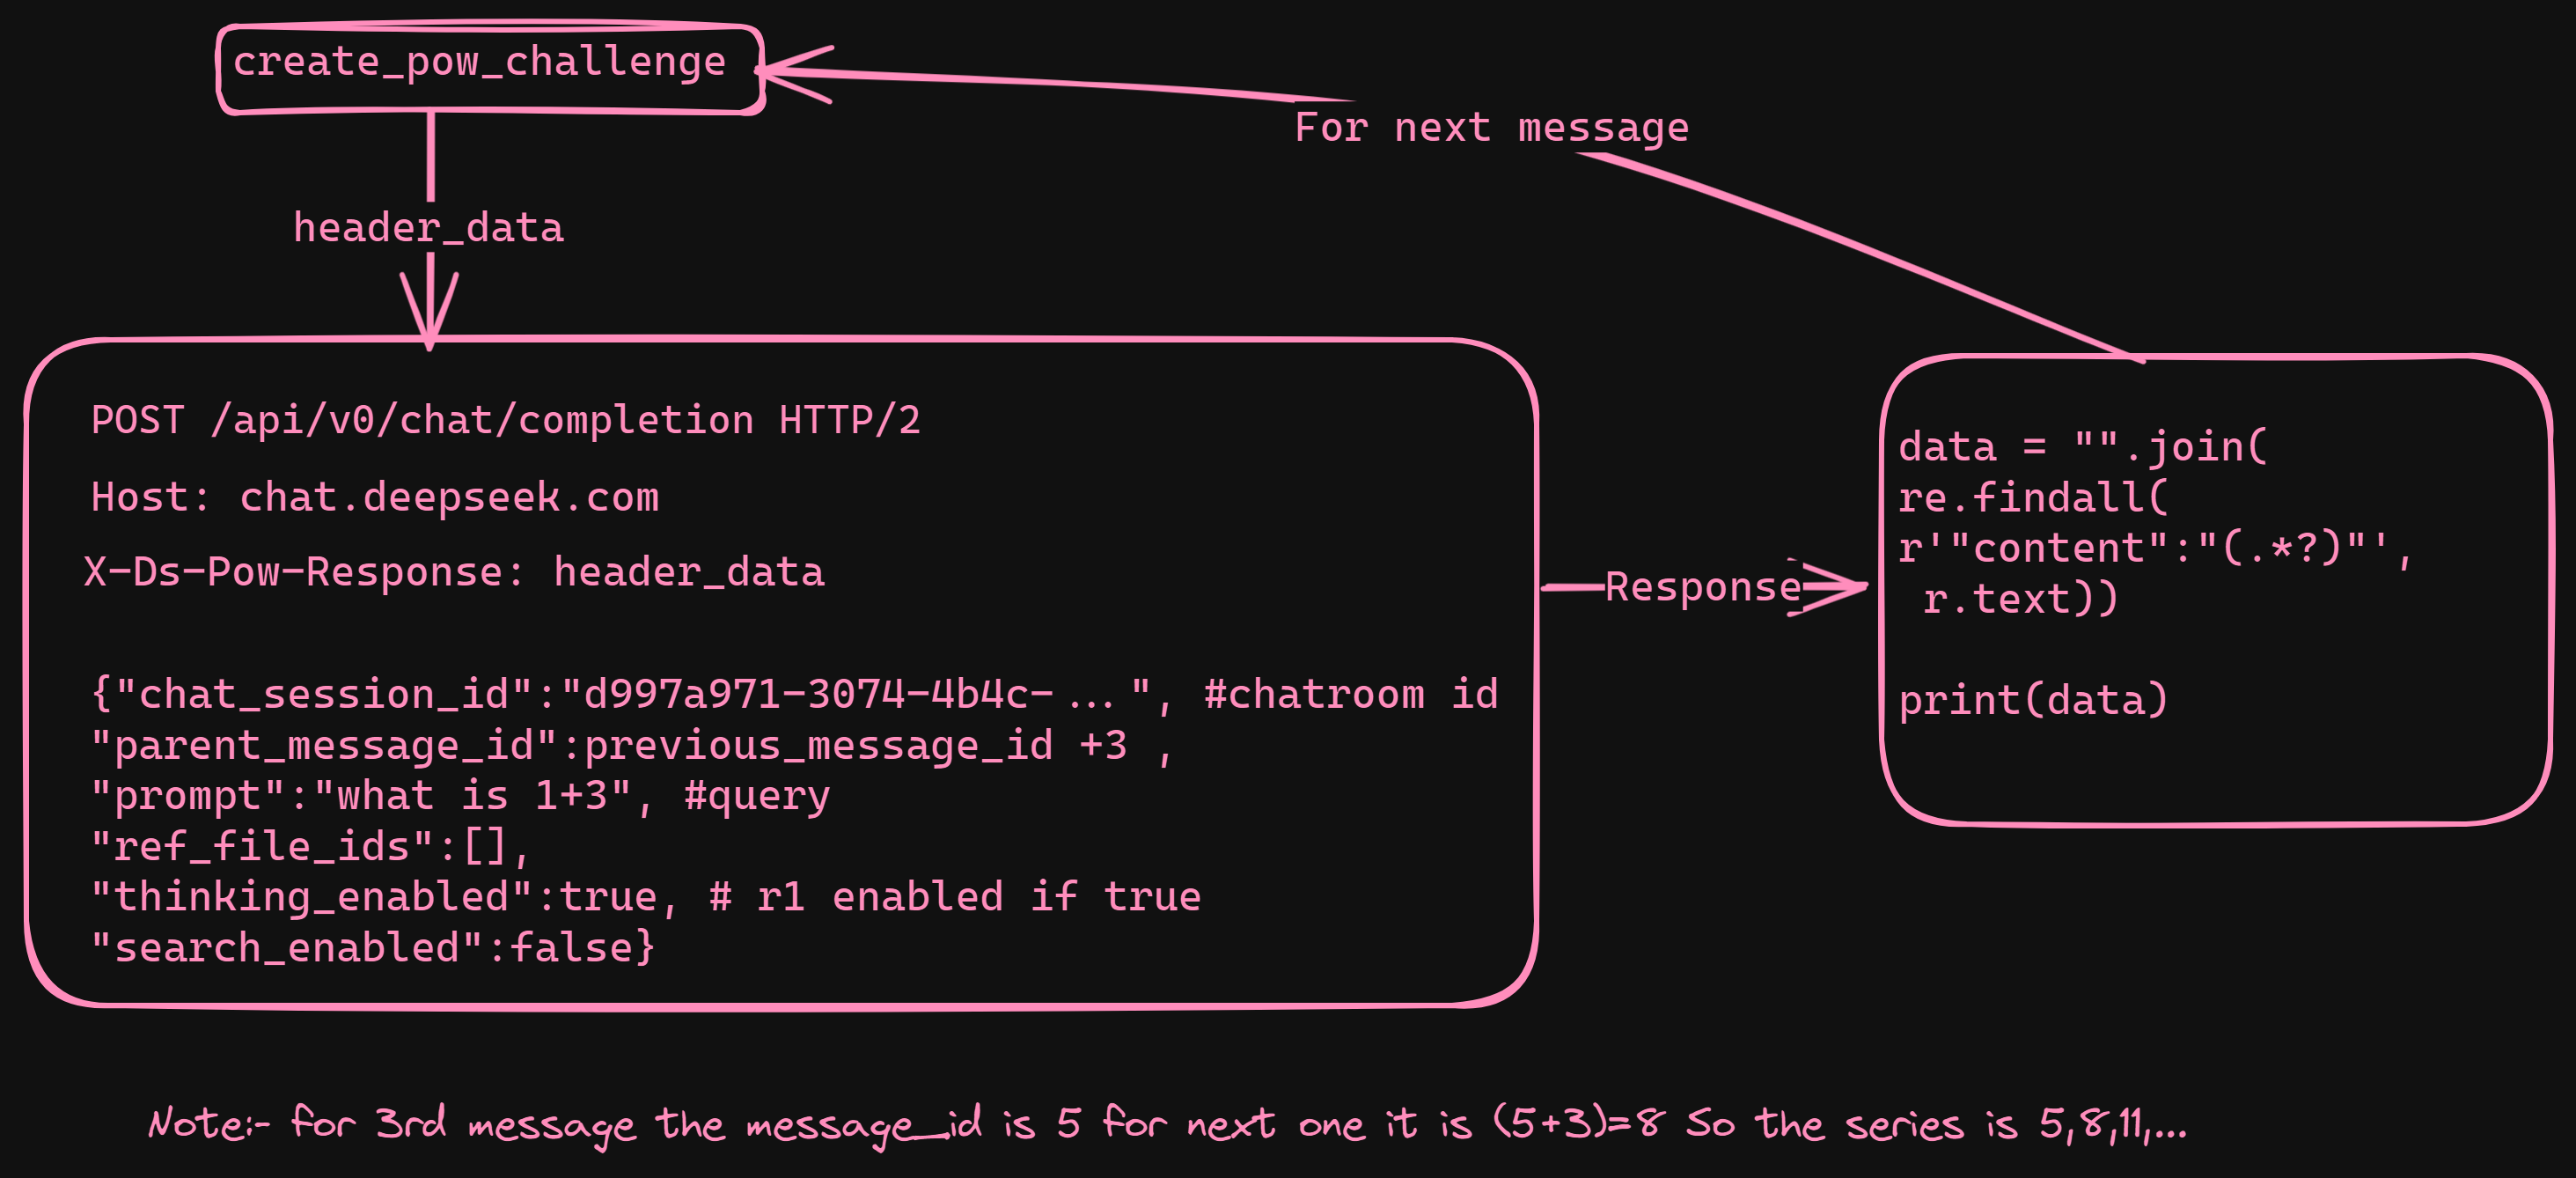 create_pow_challenge
For next message
header_data
POST /api/v0/chat/completion HTTP/2
Host: chat.deepseek.com
X-Ds-Pow-Response: header_data
{"chat_session_id":"d997a971-3074-4b4c-...", #chatroom id
"parent_message_id":previous_message_id +3 ,
"prompt":"what is 1+3", #query
"ref_file_ids":[],
"thinking_enabled":true, # r1 enabled if true
"search_enabled":false}
Response
data = "".join(
re.findall(
r'"content":"(.*?)"',
 r.text))
print(data)
Note:- for 3rd message the message_id is 5 for next one it is (5+3)=8 So the series is 5,8,11,...